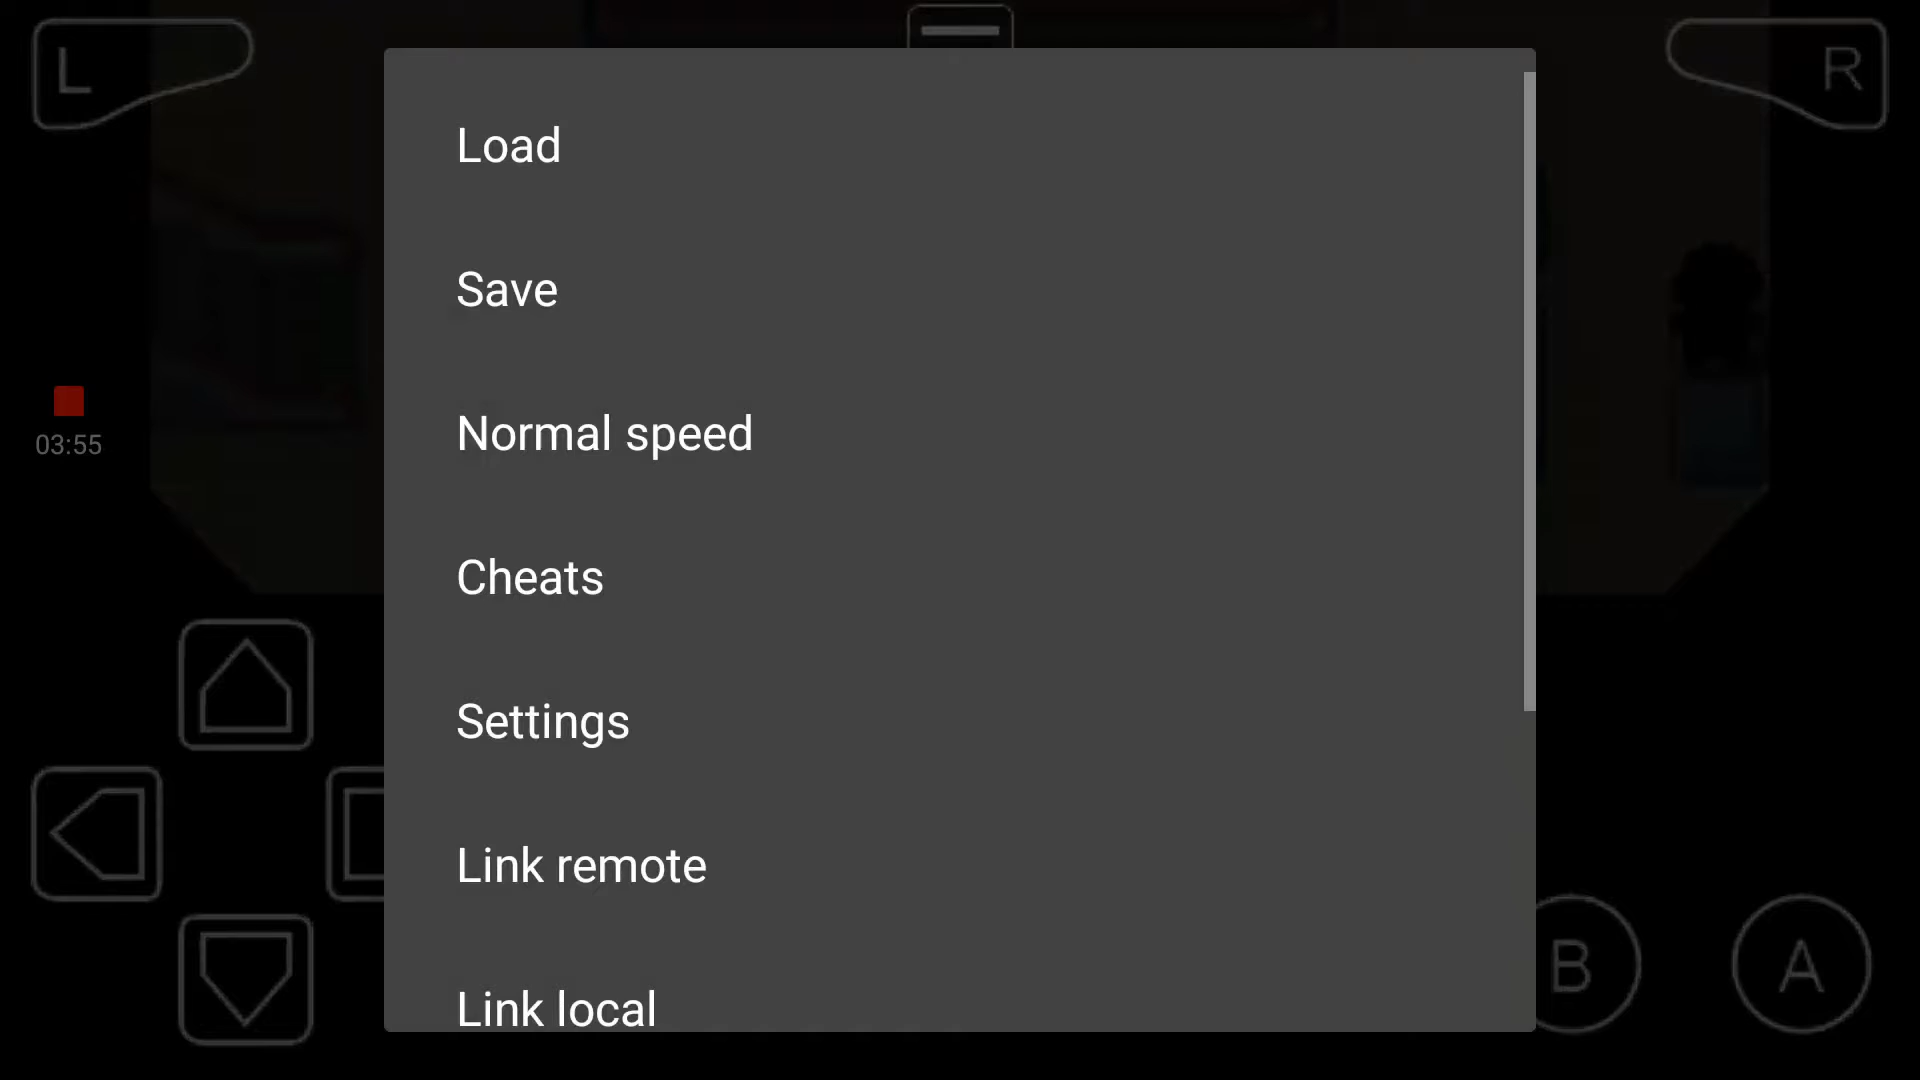 L
R
Load
Save
Normal speed
03:55
Cheats
Settings
Link remote
Link local
B
A